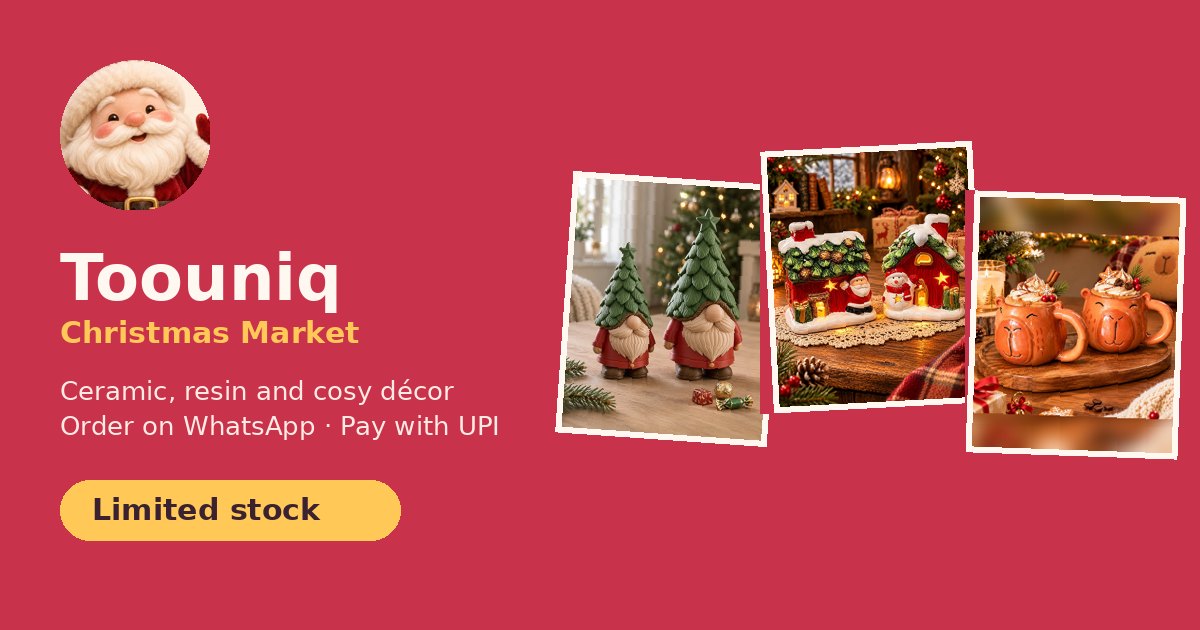 Toouniq
Christmas Market
Ceramic, resin and cosy décor
Order on WhatsApp · Pay with UPI
Limited stock